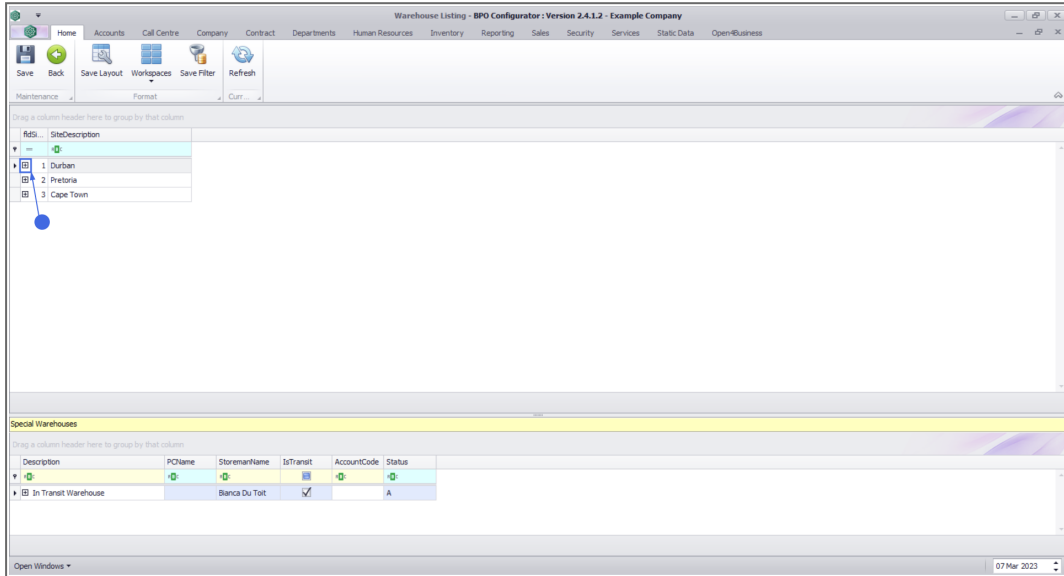 Warehouse Listing - BPO Configurator : Version 2.4.1.2 - Example Company
Home Accounts Call Centre Company Contract Departments Human Resources Inventory Reporting Sales Security Services Static Data Open4Business
Save Back Save Layout Workspaces Save Filter Refresh
Maintenance Format Curr...
Drag a column header here to group by that column
fldSi... SiteDescription
1 Durban
2 Pretoria
3 Cape Town
Special Warehouses
Drag a column header here to group by that column
Description PCName StoremanName IsTransit AccountCode Status
In Transit Warehouse Bianca Du Toit A
Open Windows 07 Mar 2023